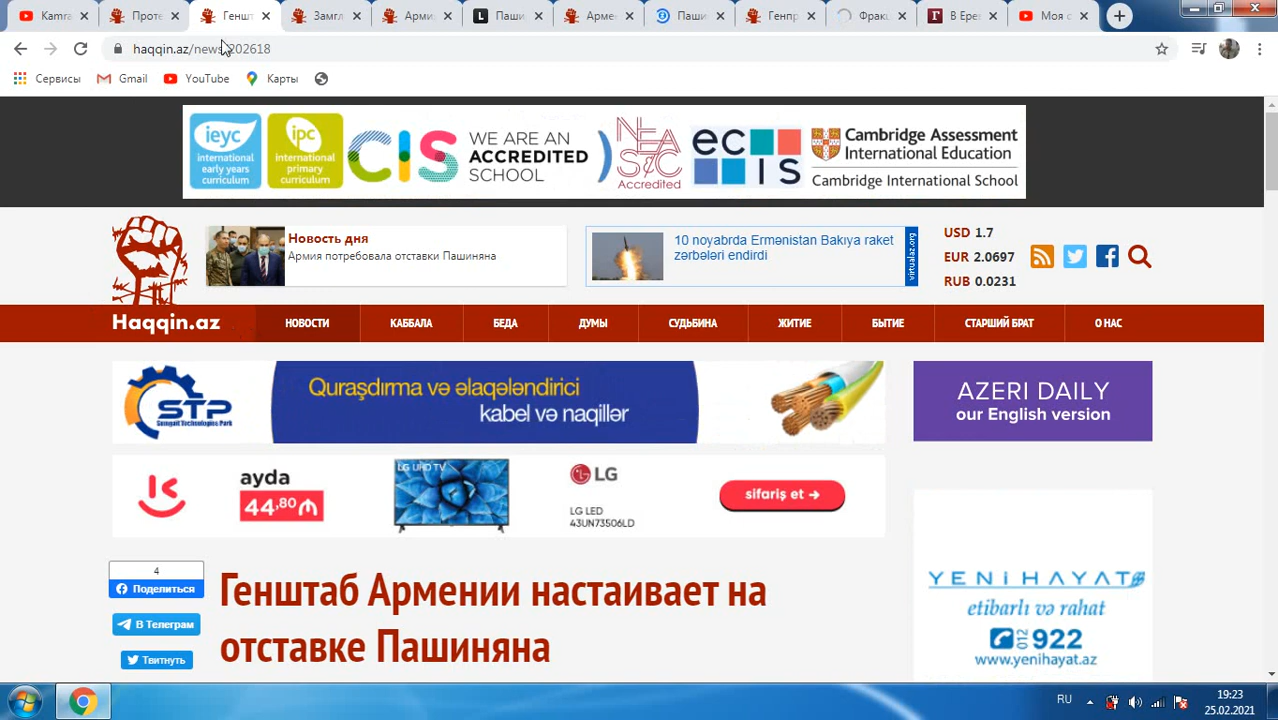 Kamra
Проте
Геншт
Замгл
Арми
Паши
Армен
Паши
Генпр
Фракц
В Ерев
Моя с
haqqin.az/news/202618
Сервисы
Gmail
YouTube
Карты
ieyc
international
early years
curriculum
ipc
international
primary
curriculum
CIS
WE ARE AN
ACCREDITED
SCHOOL
NEASC
Accredited
ecis
Cambridge Assessment
International Education
Cambridge International School
Новость дня
Армия потребовала отставки Пашиняна
10 noyabrda Ermənistan Bakıya raket
zərbələri endirdi
virtualaz.org
USD 1.7
EUR 2.0697
RUB 0.0231
Haqqin.az
НОВОСТИ
КАББАЛА
БЕДА
ДУМЫ
СУДЬБИНА
ЖИТИЕ
БЫТИЕ
СТАРШИЙ БРАТ
О НАС
STP
Sumgait Technologies Park
Quraşdırma və əlaqələndirici
kabel və naqillər
AZERI DAILY
our English version
ayda
44,80 ₼
LG UHD TV
LG
LG LED
43UN73506LD
sifariş et →
4
Поделиться
В Телеграм
Твитнуть
Генштаб Армении настаивает на
отставке Пашиняна
YENİ HAYAT
etibarlı və rahat
012 922
www.yenihayat.az
RU
19:23
25.02.2021